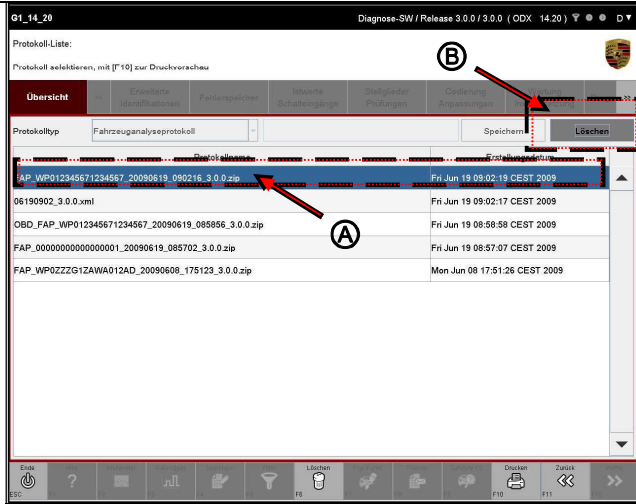 G1_14_20 Diagnose-SW / Release 3.0.0 / 3.0.0 ( ODX 14.20 ) D
Protokoll-Liste:
Protokoll selektieren, mit [F10] zur Druckvorschau
B
Übersicht << Erweiterte Identifikationen Fehlerspeicher Istwerte Schalteingänge Stellglieder Prüfungen Codierung Anpassungen Wartung >>
Protokolltyp Fahrzeuganalyseprotokoll Speichern Löschen
Protokollname Erstellungsdatum
FAP_WP012345671234567_20090619_090216_3.0.0.zip Fri Jun 19 09:02:19 CEST 2009
06190902_3.0.0.xml Fri Jun 19 09:02:17 CEST 2009
OBD_FAP_WP012345671234567_20090619_085856_3.0.0.zip Fri Jun 19 08:58:58 CEST 2009
A
FAP_00000000000000001_20090619_085702_3.0.0.zip Fri Jun 19 08:57:07 CEST 2009
FAP_WP0ZZZG1ZAWA012AD_20090608_175123_3.0.0.zip Mon Jun 08 17:51:26 CEST 2009
Ende Löschen Drucken Zurück
ESC F8 F10 F11